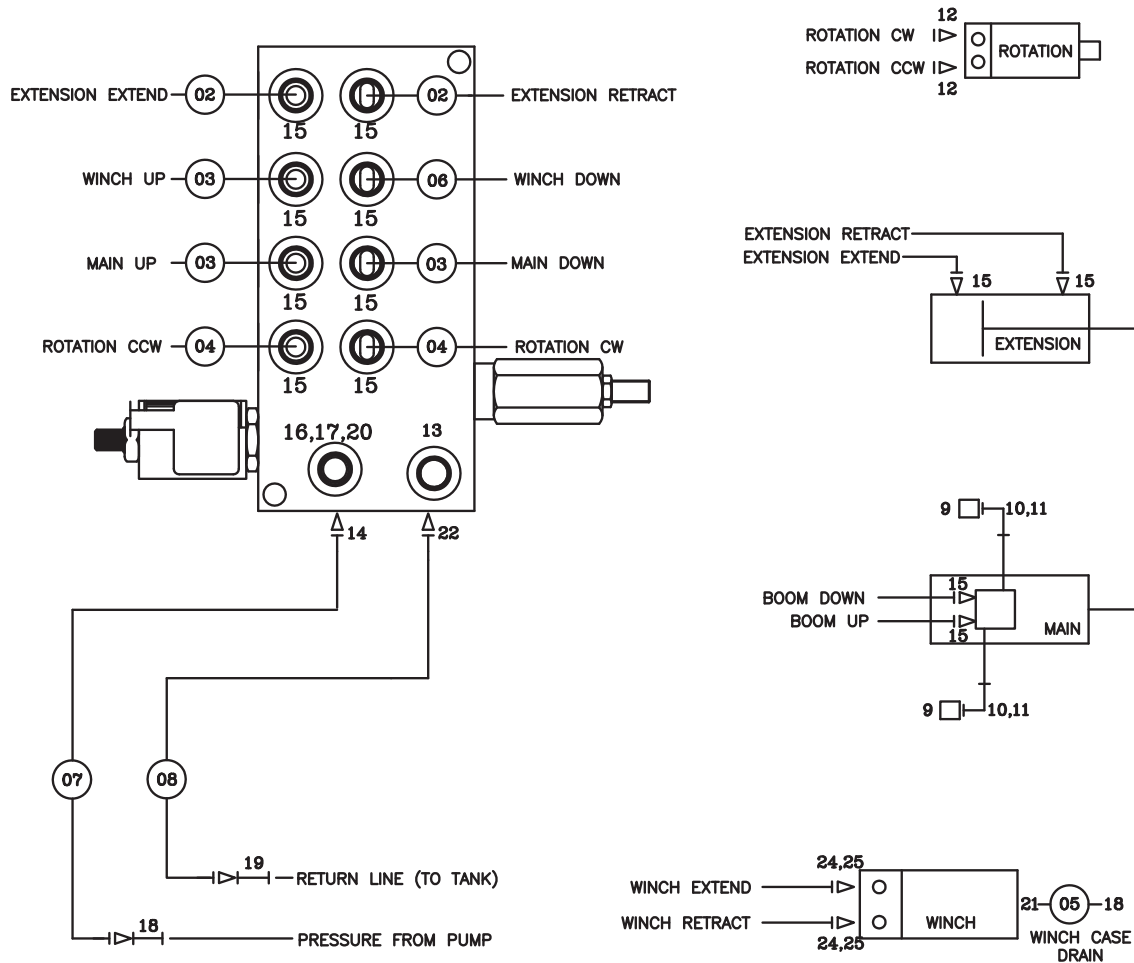 EXTENSION EXTEND 02 02 EXTENSION RETRACT
15 15
WINCH UP 03 06 WINCH DOWN
15 15
MAIN UP 03 03 MAIN DOWN
15 15
ROTATION CCW 04 04 ROTATION CW
15 15
16,17,20 13
14 22
07 08
19
RETURN LINE (TO TANK)
18
PRESSURE FROM PUMP
12
ROTATION CW
ROTATION
ROTATION CCW
12
EXTENSION RETRACT
EXTENSION EXTEND
15 15
EXTENSION
9 10,11
15
BOOM DOWN
BOOM UP
15
MAIN
9 10,11
24,25
WINCH EXTEND
WINCH RETRACT
24,25
WINCH
21 05 18
WINCH CASE
DRAIN